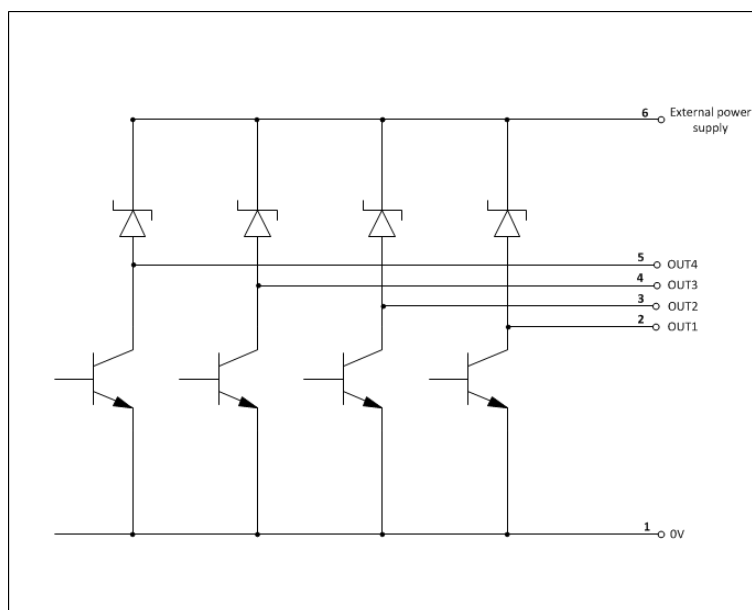 6 External power
supply
5 OUT4
4 OUT3
3 OUT2
2 OUT1
1 0V